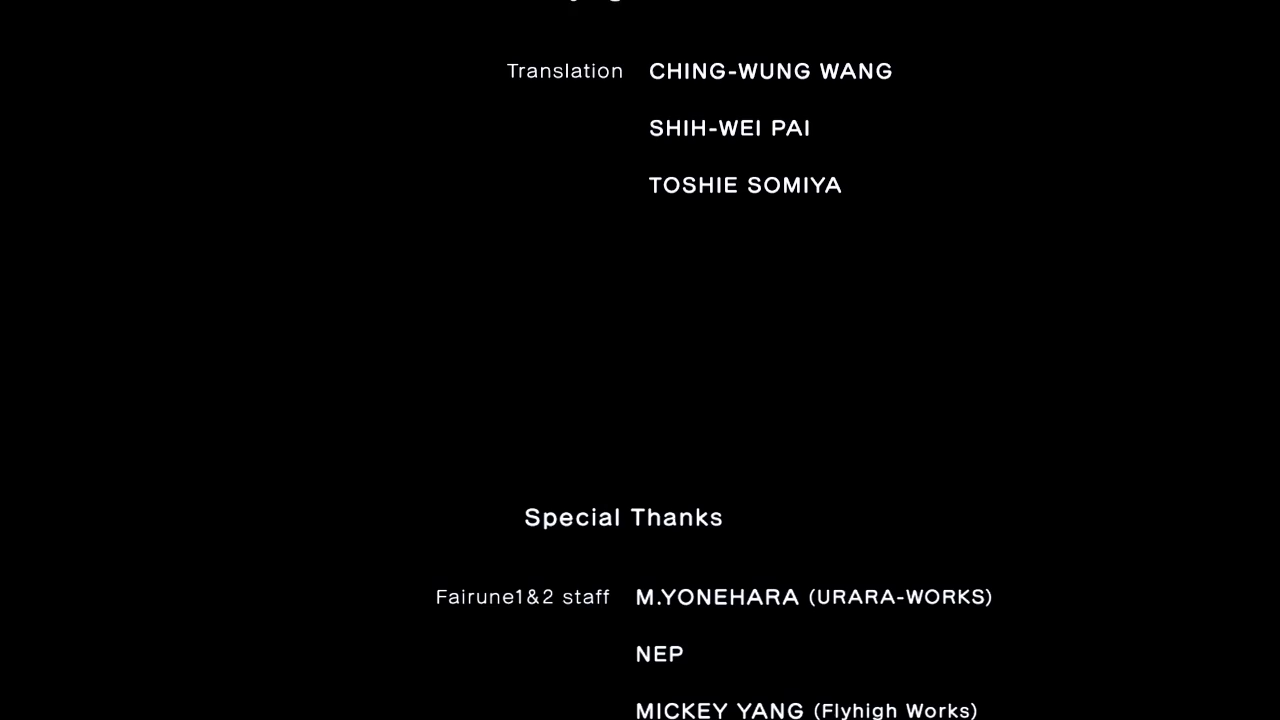 Translation CHING-WUNG WANG
SHIH-WEI PAI
TOSHIE SOMIYA
Special Thanks
Fairune1&2 staff M.YONEHARA (URARA-WORKS)
NEP
MICKEY YANG (Flyhigh Works)